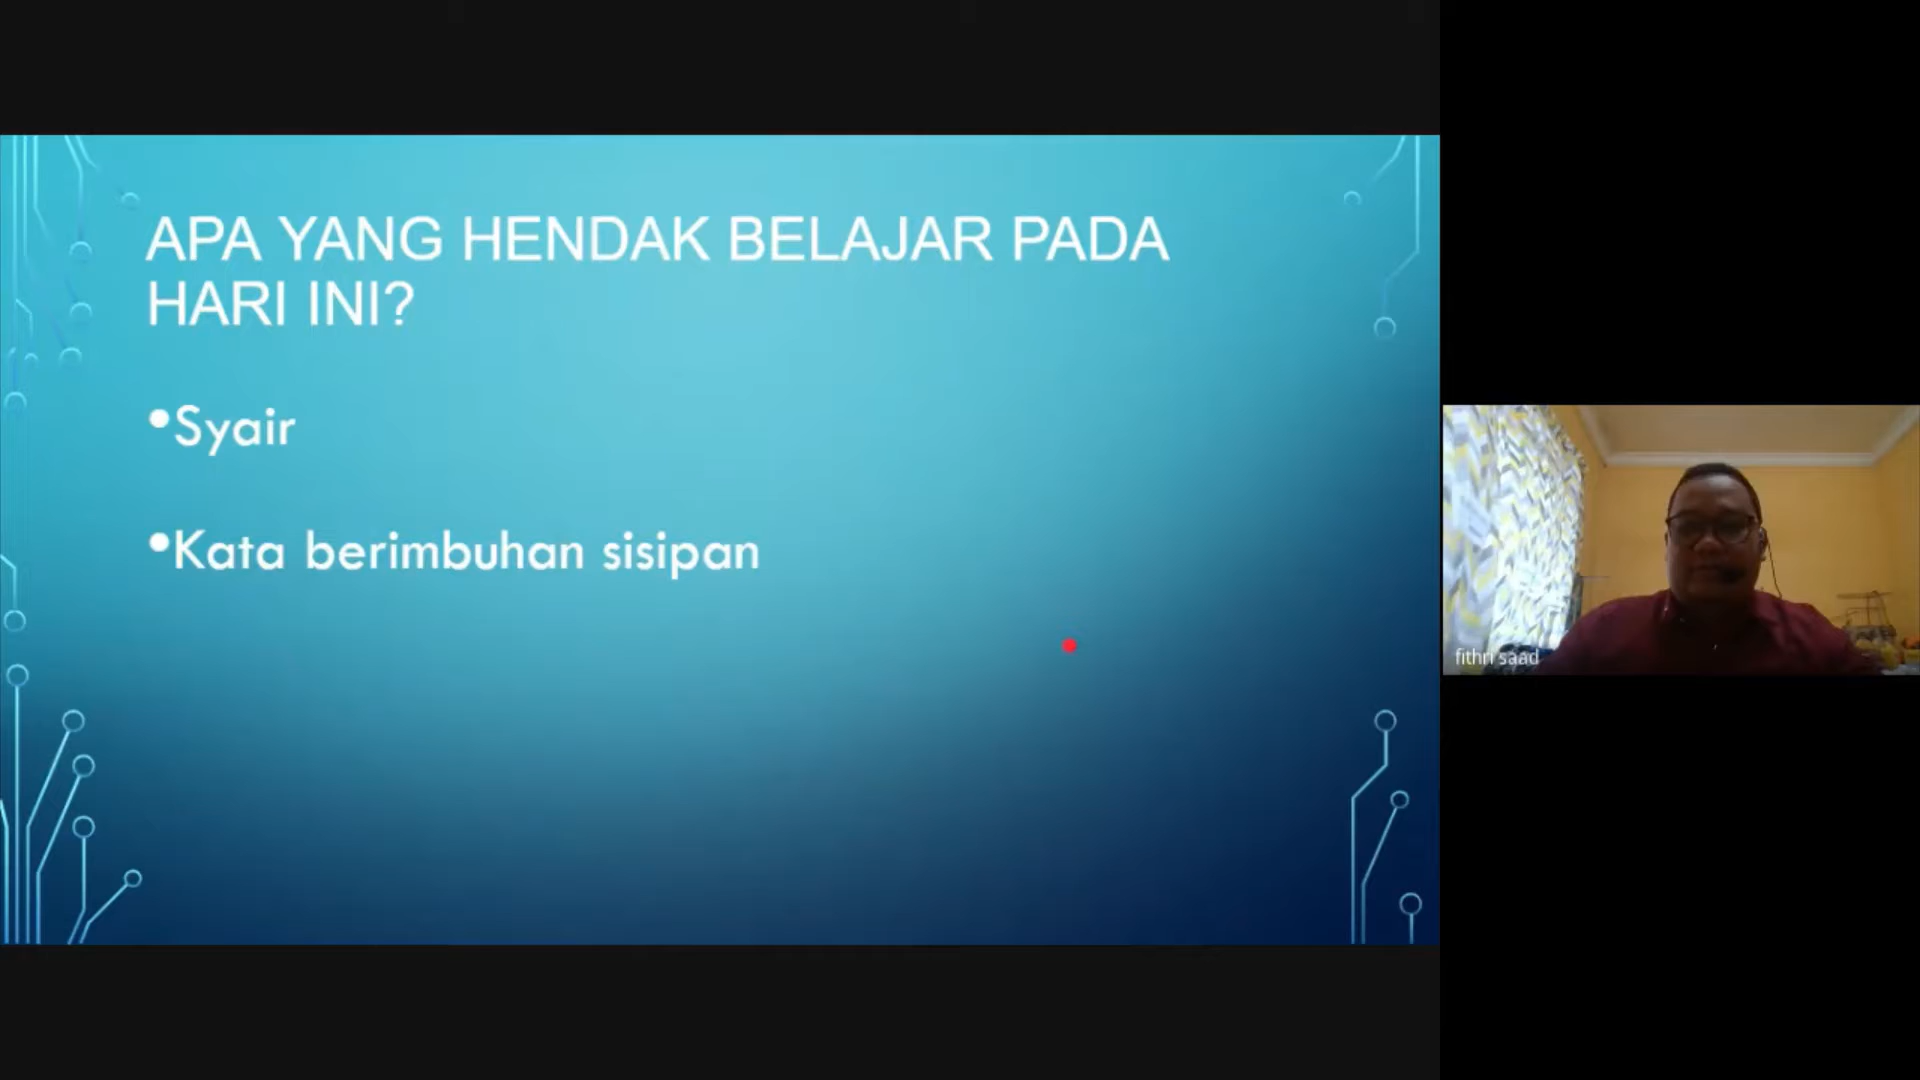 APA YANG HENDAK BELAJAR PADA
HARI INI?
•Syair
•Kata berimbuhan sisipan
fithri saad